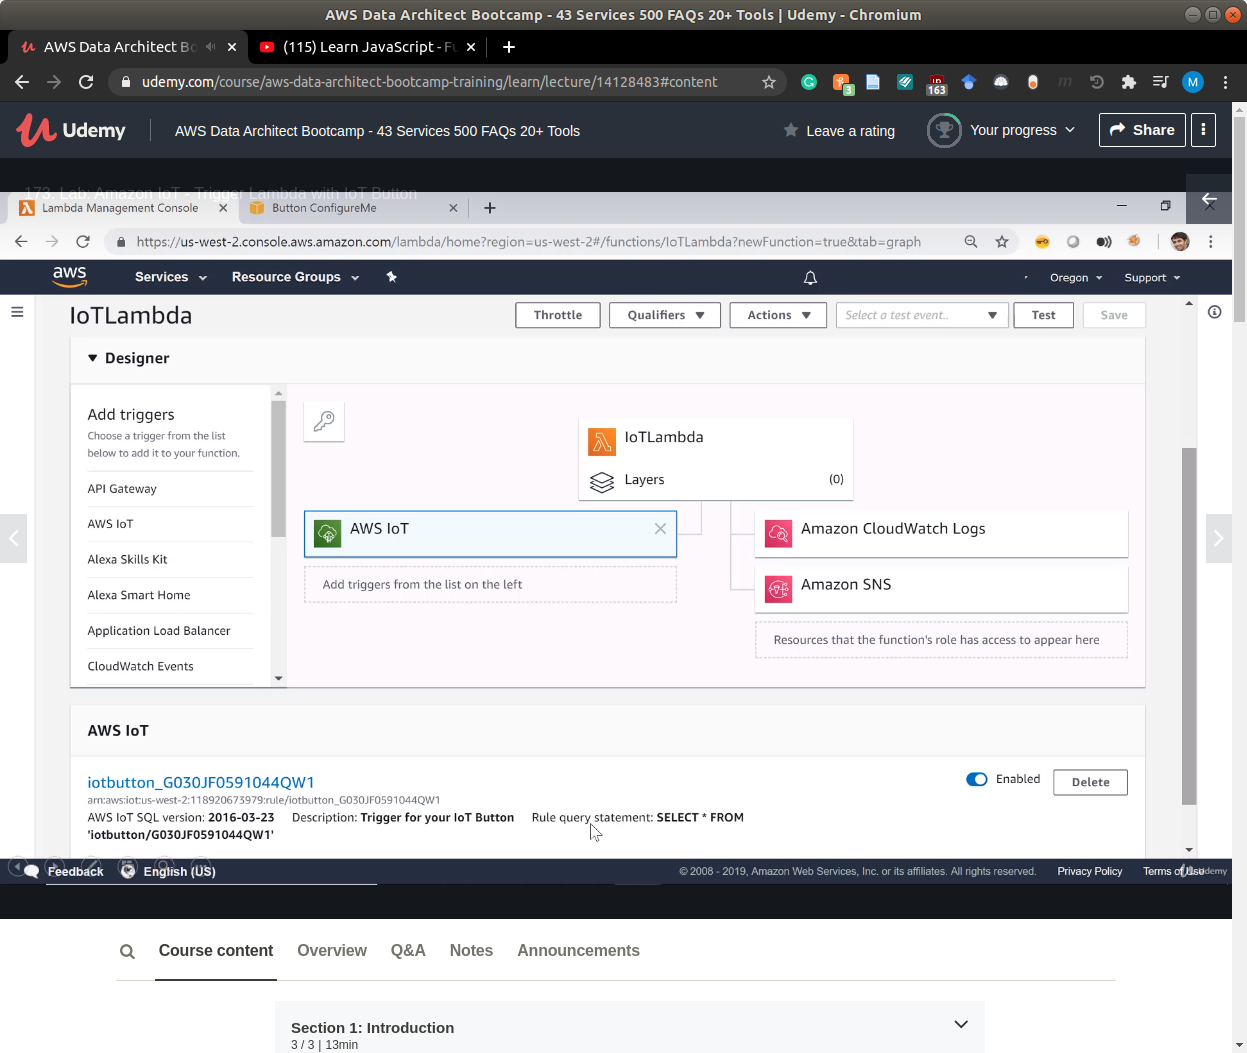 AWS Data Architect Bootcamp - 43 Services 500 FAQs 20+ Tools | Udemy - Chromium
AWS Data Architect Bo
(115) Learn JavaScript - Fu
udemy.com/course/aws-data-architect-bootcamp-training/learn/lecture/14128483#content
3
163
M
Udemy
AWS Data Architect Bootcamp - 43 Services 500 FAQs 20+ Tools
Leave a rating
Your progress
Share
173. Lab: Amazon IoT - Trigger Lambda with IoT Button
Lambda Management Console
Button ConfigureMe
https://us-west-2.console.aws.amazon.com/lambda/home?region=us-west-2#/functions/IoTLambda?newFunction=true&tab=graph
aws
Services
Resource Groups
Oregon
Support
IoTLambda
Throttle
Qualifiers
Actions
Select a test event..
Test
Save
Designer
Add triggers
Choose a trigger from the list
below to add it to your function.
API Gateway
AWS IoT
Alexa Skills Kit
Alexa Smart Home
Application Load Balancer
CloudWatch Events
IoTLambda
Layers (0)
AWS IoT
Add triggers from the list on the left
Amazon CloudWatch Logs
Amazon SNS
Resources that the function's role has access to appear here
AWS IoT
iotbutton_G030JF0591044QW1
Enabled
Delete
arn:aws:iot:us-west-2:118920673979:rule/iotbutton_G030JF0591044QW1
AWS IoT SQL version: 2016-03-23 Description: Trigger for your IoT Button Rule query statement: SELECT * FROM
'iotbutton/G030JF0591044QW1'
Feedback
English (US)
© 2008 - 2019, Amazon Web Services, Inc. or its affiliates. All rights reserved.
Privacy Policy
Terms of Use
Udemy
Course content
Overview
Q&A
Notes
Announcements
Section 1: Introduction
3 / 3 | 13min